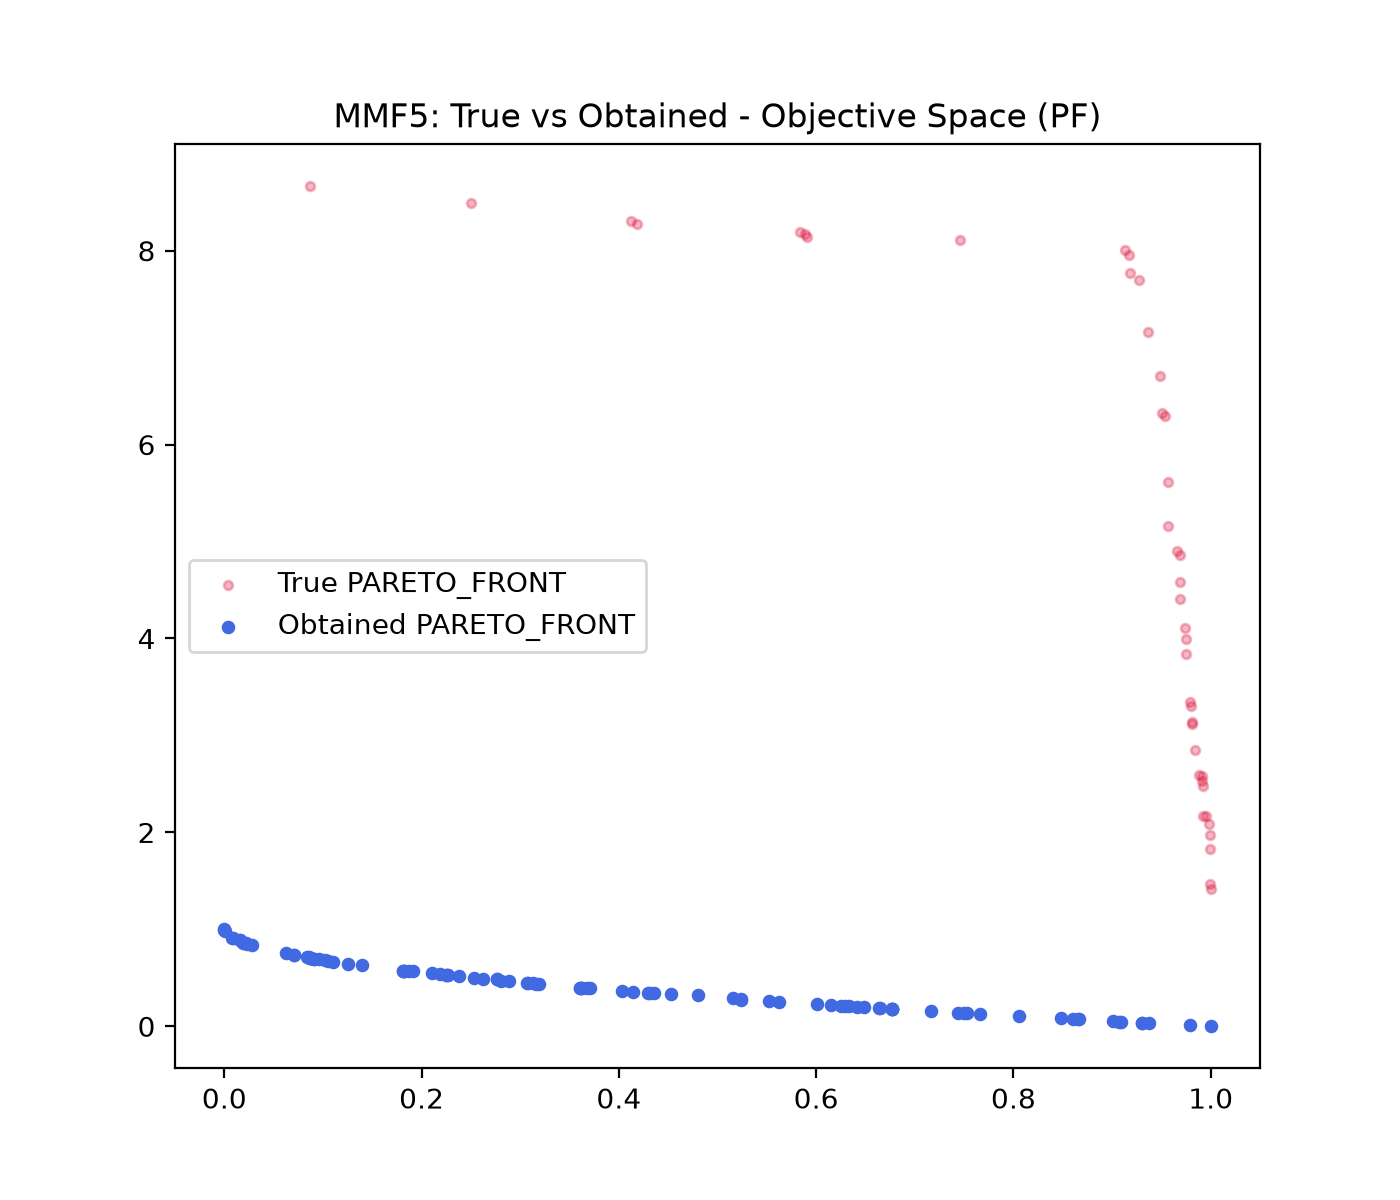 MMF5: True vs Obtained - Objective Space (PF)
8
6
4
2
0
True PARETO_FRONT
Obtained PARETO_FRONT
0.0 0.2 0.4 0.6 0.8 1.0